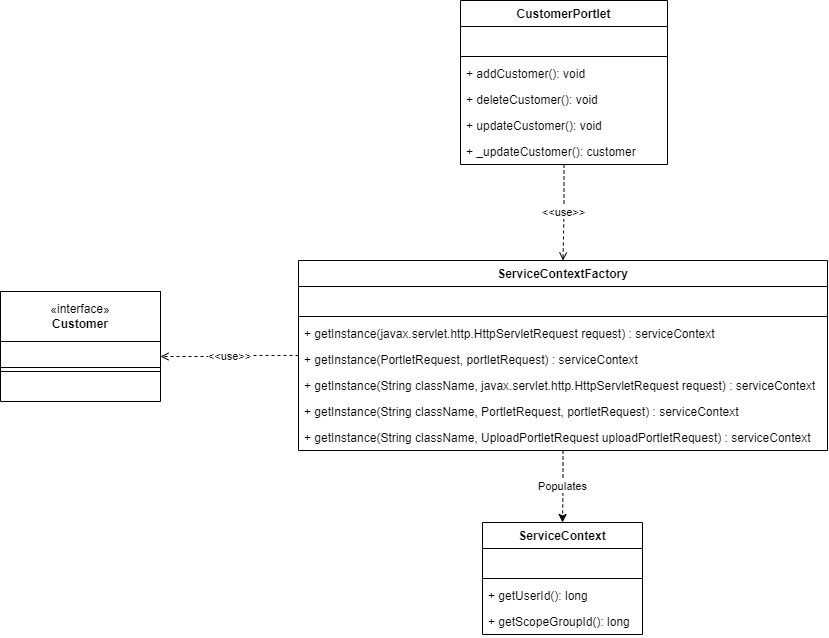 CustomerPortlet
+ addCustomer(): void
+ deleteCustomer(): void
+ updateCustomer(): void
+ _updateCustomer(): customer
<<use>>
ServiceContextFactory
+ getInstance(javax.servlet.http.HttpServletRequest request) : serviceContext
+ getInstance(PortletRequest, portletRequest) : serviceContext
+ getInstance(String className, javax.servlet.http.HttpServletRequest request) : serviceContext
+ getInstance(String className, PortletRequest, portletRequest) : serviceContext
+ getInstance(String className, UploadPortletRequest uploadPortletRequest) : serviceContext
«interface»
Customer
<<use>>
Populates
ServiceContext
+ getUserId(): long
+ getScopeGroupId(): long